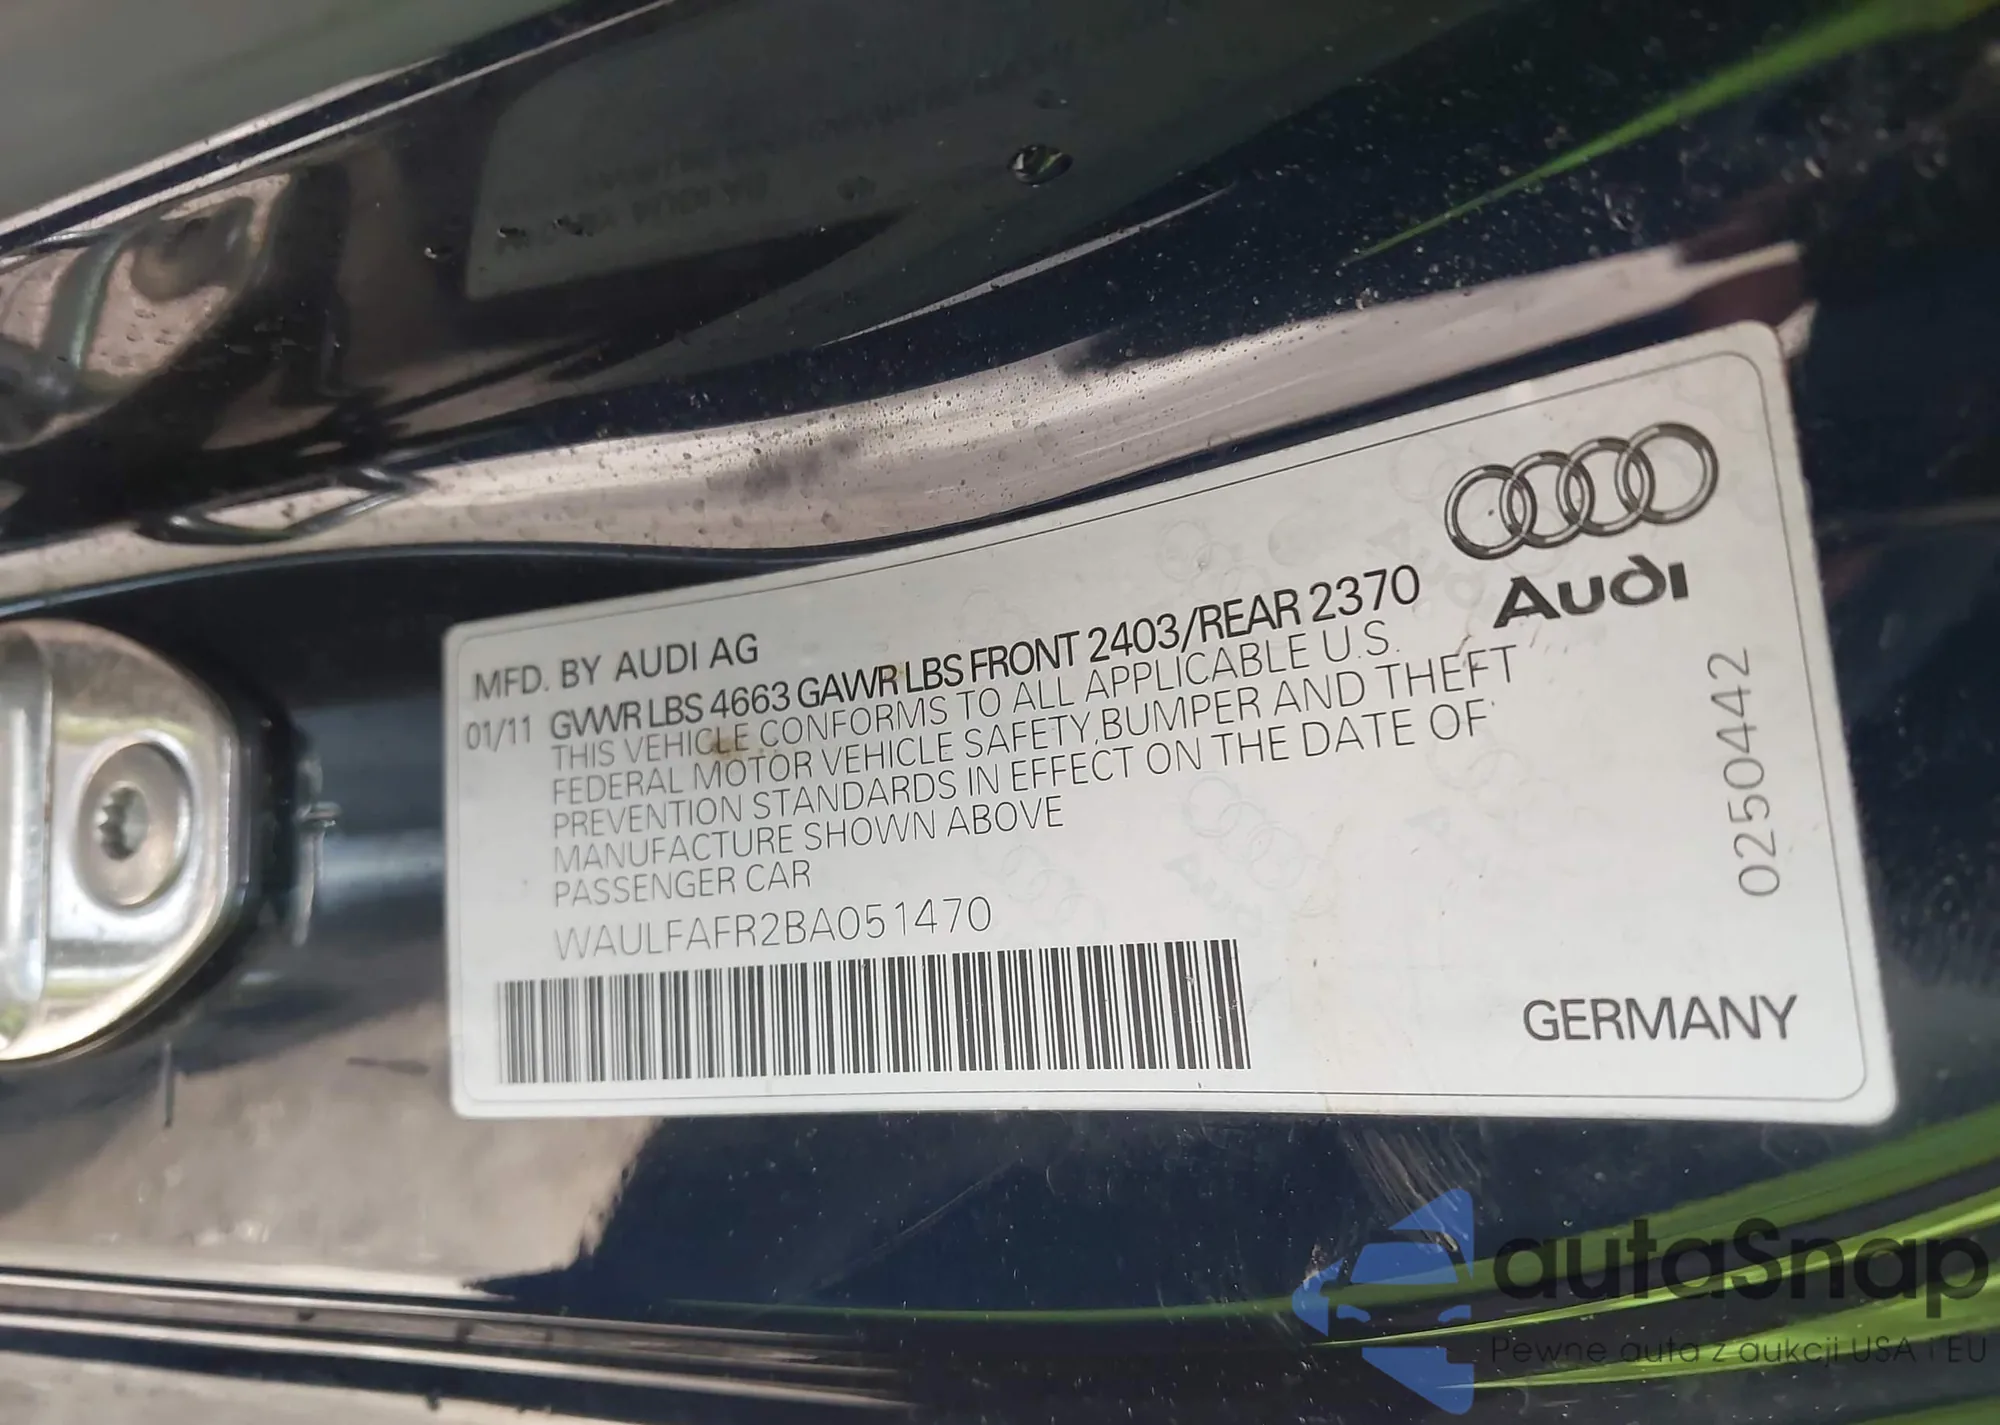 Audi
MFD. BY AUDI AG
01/11 GVWR LBS 4663 GAWR LBS FRONT 2403/REAR 2370
THIS VEHICLE CONFORMS TO ALL APPLICABLE U.S.
FEDERAL MOTOR VEHICLE SAFETY,BUMPER AND THEFT
PREVENTION STANDARDS IN EFFECT ON THE DATE OF
MANUFACTURE SHOWN ABOVE
PASSENGER CAR
WAULFAFR2BA051470
0250442
GERMANY
autaSnap
Pewne auta z aukcji USA i EU